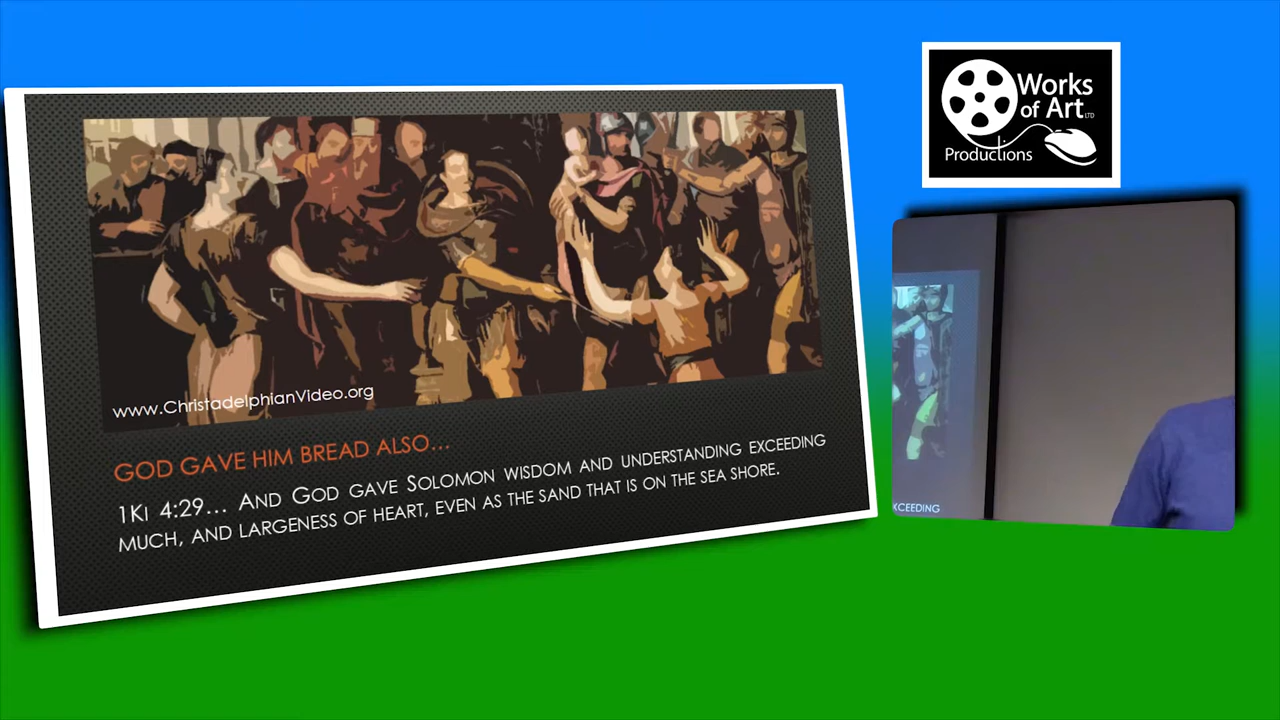 www.ChristadelphianVideo.org
GOD GAVE HIM BREAD ALSO...
1KI 4:29... AND GOD GAVE SOLOMON WISDOM AND UNDERSTANDING EXCEEDING
MUCH, AND LARGENESS OF HEART, EVEN AS THE SAND THAT IS ON THE SEA SHORE.
Works
of Art LTD
Productions
XCEEDING